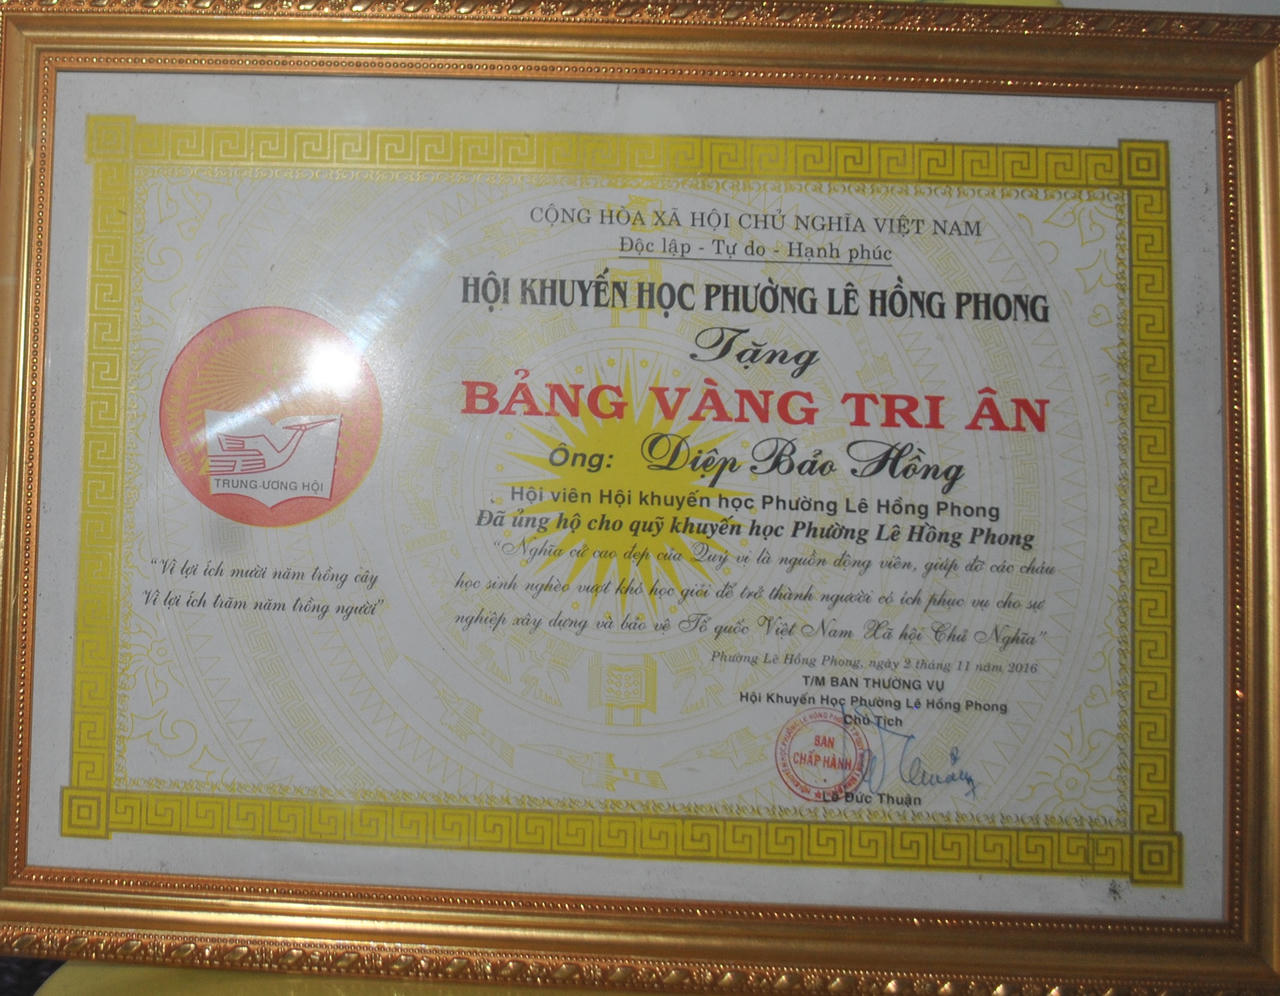 CỘNG HÒA XÃ HỘI CHỦ NGHĨA VIỆT NAM
Độc lập - Tự do - Hạnh phúc
HỘI KHUYẾN HỌC PHƯỜNG LÊ HỒNG PHONG
Tặng
BẢNG VÀNG TRI ÂN
Ông: Diệp Bảo Hồng
Hội viên Hội khuyến học Phường Lê Hồng Phong
Đã ủng hộ cho quỹ khuyến học Phường Lê Hồng Phong
"Nghĩa cử cao đẹp của Quý vị là nguồn động viên, giúp đỡ các cháu
học sinh nghèo vượt khó học giỏi để trở thành người có ích phục vụ cho sự
nghiệp xây dựng và bảo vệ Tổ quốc Việt Nam Xã hội Chủ Nghĩa"
Phường Lê Hồng Phong, ngày 2 tháng 11 năm 2016
T/M BAN THƯỜNG VỤ
Hội Khuyến Học Phường Lê Hồng Phong
Chủ Tịch
BAN
CHẤP HÀNH
Lê Đức Thuận
TRUNG-ƯƠNG HỘI
"Vì lợi ích mười năm trồng cây
Vì lợi ích trăm năm trồng người"